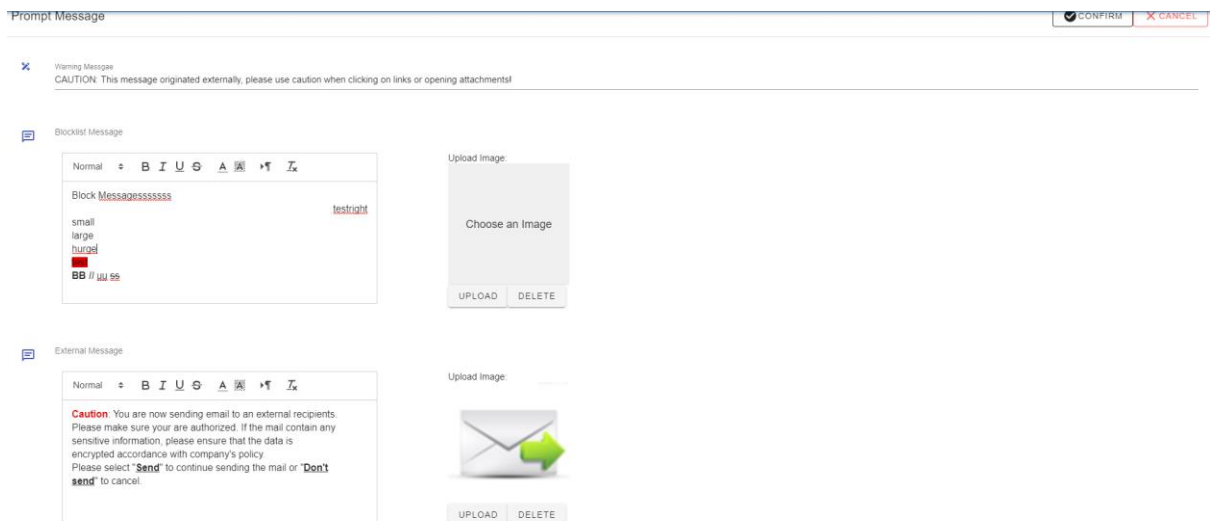 Prompt Message
CONFIRM
CANCEL
Warning Messgae
CAUTION: This message originated externally, please use caution when clicking on links or opening attachments!
Blocklist Message
Normal B I U S A A ¶ Tx
Block Messagesssssss
testright
small
large
hurge
BB II uu ss
Upload Image:
Choose an Image
UPLOAD DELETE
External Message
Normal B I U S A A ¶ Tx
Caution: You are now sending email to an external recipients.
Please make sure your are authorized. If the mail contain any
sensitive information, please ensure that the data is
encrypted accordance with company's policy.
Please select "Send" to continue sending the mail or "Don't
send" to cancel.
Upload Image:
UPLOAD DELETE